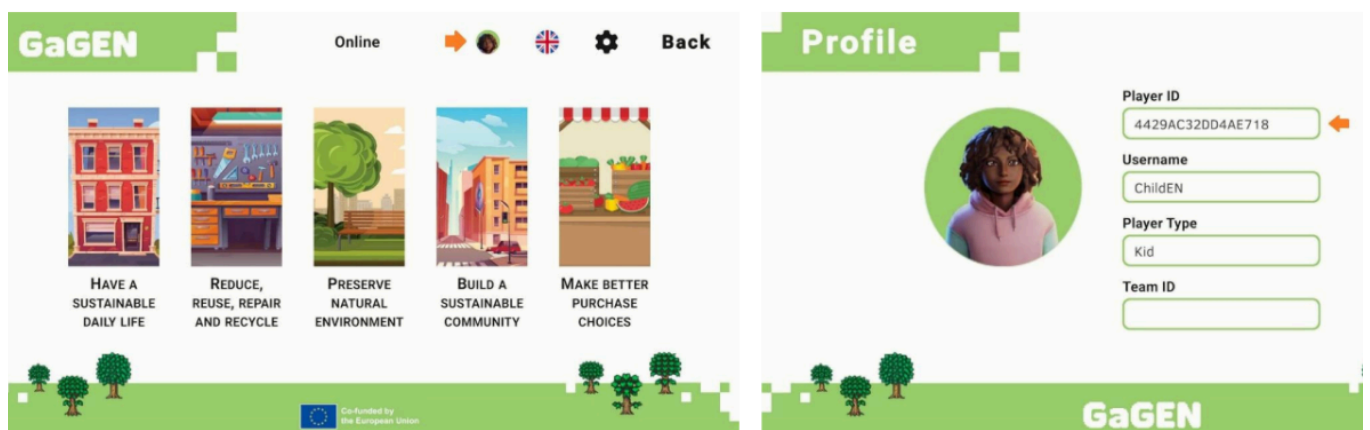 GaGEN
Online
Back
HAVE A
SUSTAINABLE
DAILY LIFE
REDUCE,
REUSE, REPAIR
AND RECYCLE
PRESERVE
NATURAL
ENVIRONMENT
BUILD A
SUSTAINABLE
COMMUNITY
MAKE BETTER
PURCHASE
CHOICES
Co-funded by
the European Union
Profile
Player ID
4429AC32DD4AE718
Username
ChildEN
Player Type
Kid
Team ID
GaGEN